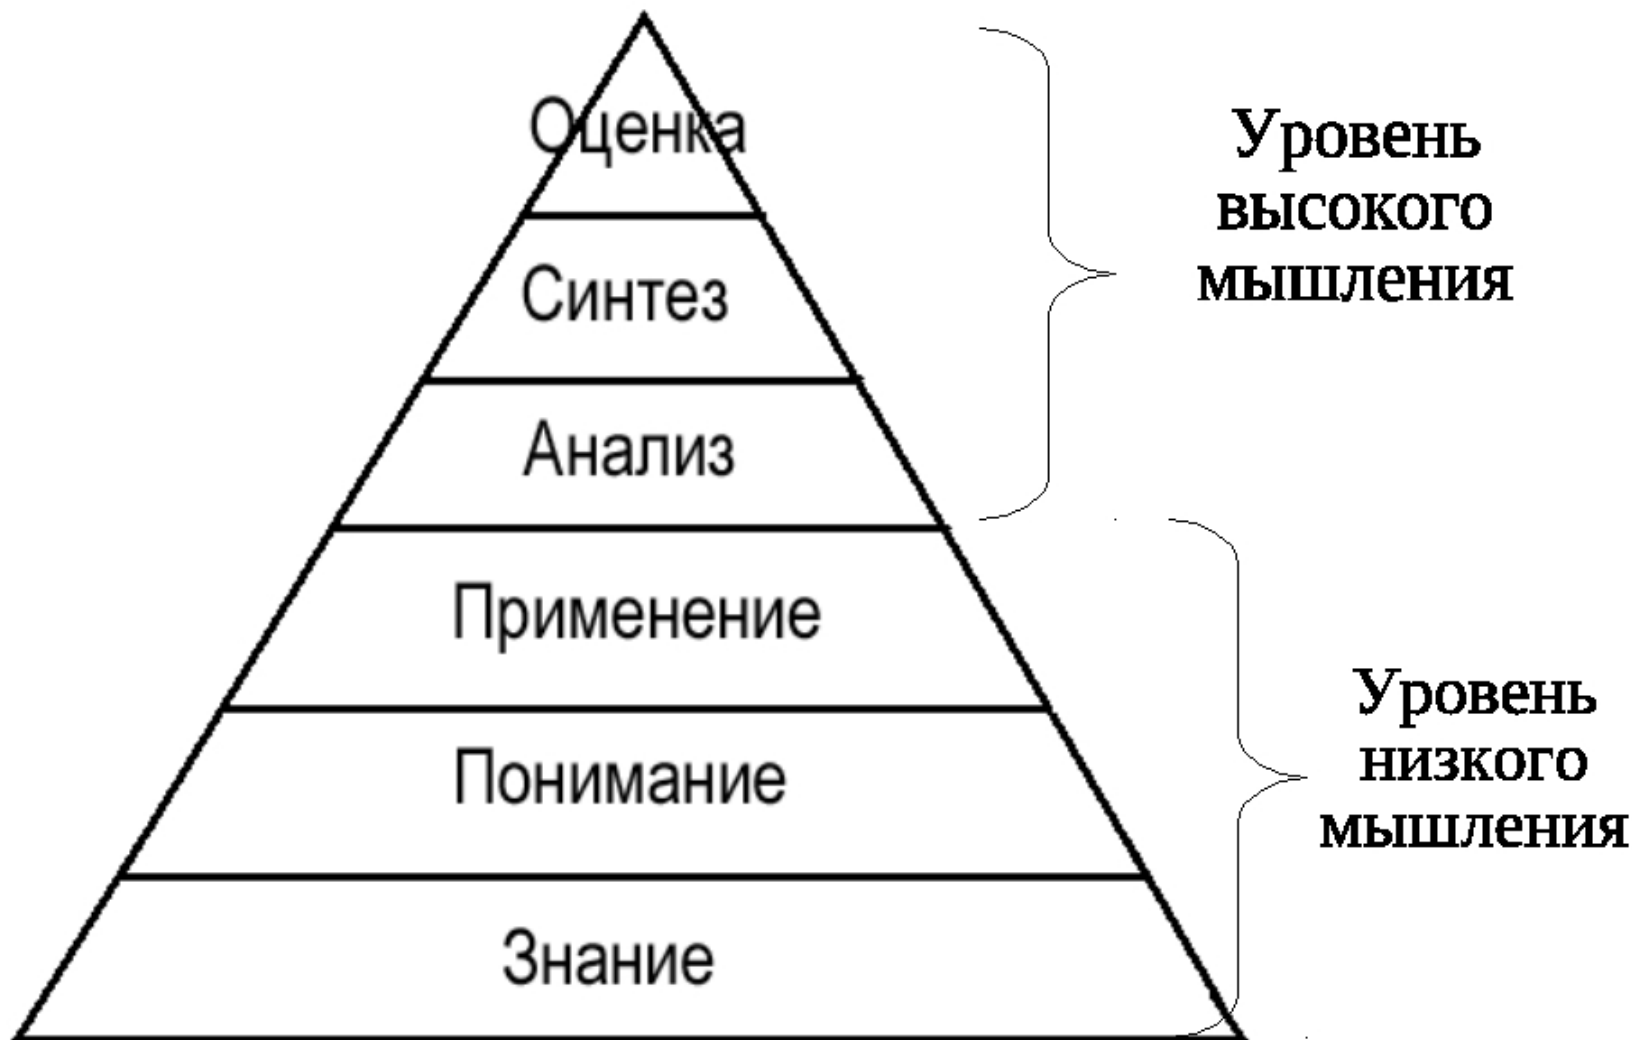 Оценка
Синтез
Анализ
Применение
Понимание
Знание
Уровень
высокого
мышления
Уровень
низкого
мышления